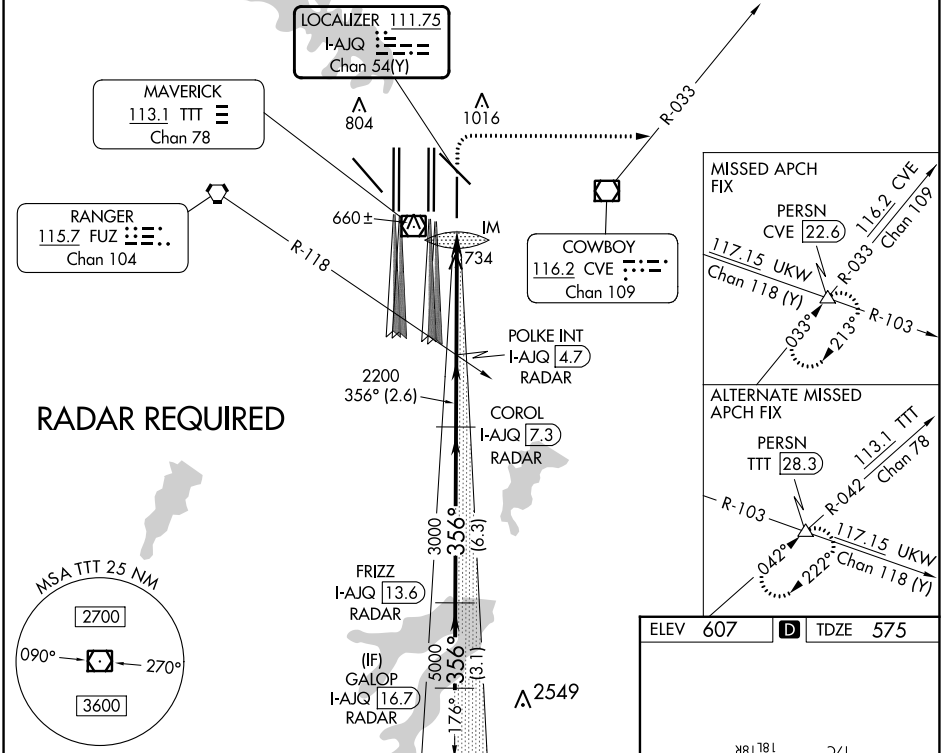 LOCALIZER 111.75
I-AJQ
Chan 54(Y)
MAVERICK
113.1 TTT
Chan 78
804
1016
R-033
RANGER
115.7 FUZ
Chan 104
R-118
660±
IM
734
COWBOY
116.2 CVE
Chan 109
POLKE INT
I-AJQ 4.7
RADAR
2200
356° (2.6)
COROL
I-AJQ 7.3
RADAR
RADAR REQUIRED
3000
356°
(6.3)
FRIZZ
I-AJQ 13.6
RADAR
5000
356°
(3.1)
(IF)
GALOP
I-AJQ 16.7
RADAR
176°
2549
MSA TTT 25 NM
2700
090°
270°
3600
MISSED APCH
FIX
PERSN
CVE 22.6
116.2 CVE
Chan 109
R-033
117.15 UKW
Chan 118 (Y)
R-103
033°
213°
ALTERNATE MISSED
APCH FIX
PERSN
TTT 28.3
113.1 TTT
Chan 78
R-042
R-103
117.15 UKW
Chan 118 (Y)
042°
222°
ELEV 607 D TDZE 575